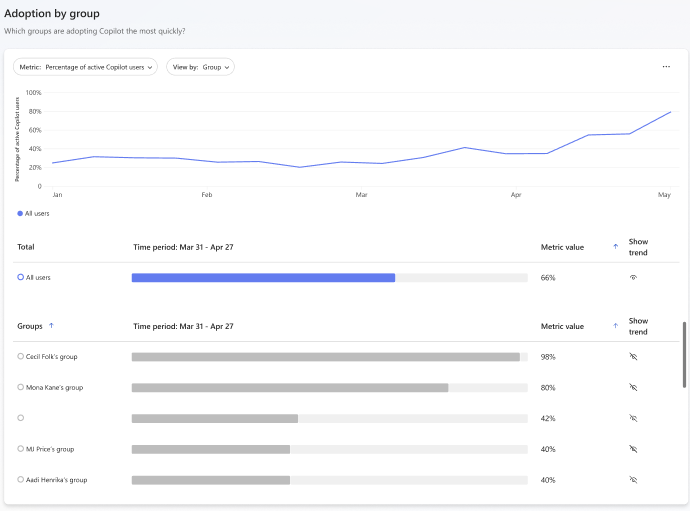 Adoption by group
Which groups are adopting Copilot the most quickly?
Metric: Percentage of active Copilot users
View by: Group
Percentage of active Copilot users
100%
80%
60%
40%
20%
0
Jan Feb Mar Apr May
All users
Total Time period: Mar 31 - Apr 27 Metric value Show trend
All users 66%
Groups Time period: Mar 31 - Apr 27 Metric value Show trend
Cecil Folk's group 98%
Mona Kane's group 80%
42%
MJ Price's group 40%
Aadi Henrika's group 40%